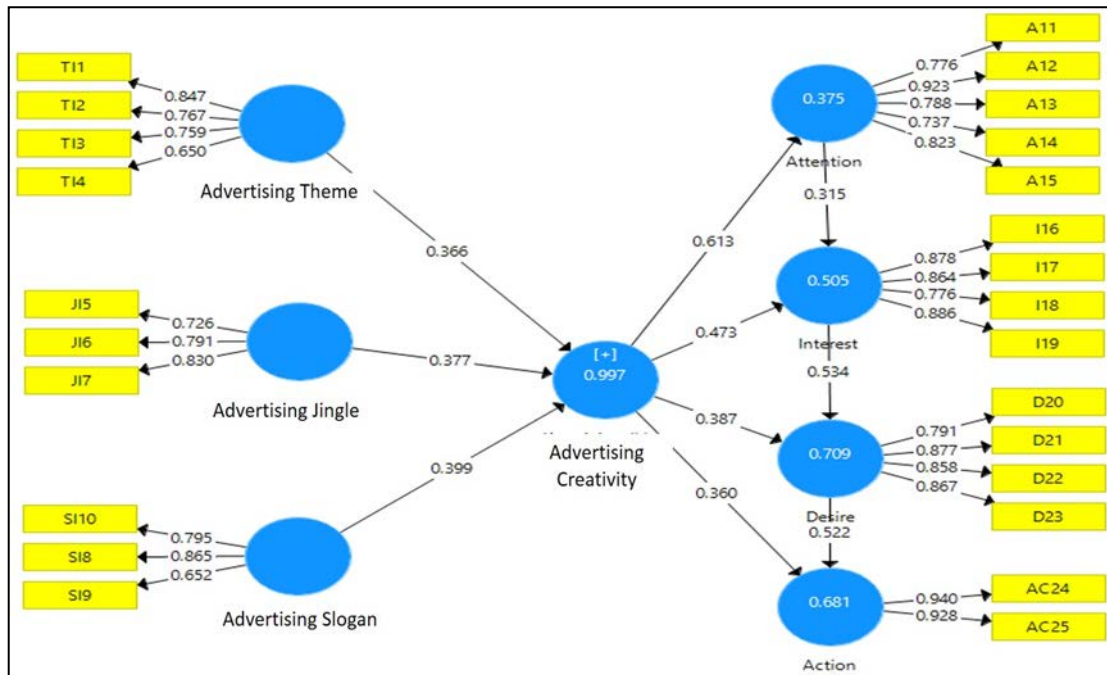 TI1
TI2
TI3
TI4
0.847
0.767
0.759
0.650
Advertising Theme
0.366
JI5
JI6
JI7
0.726
0.791
0.830
Advertising Jingle
0.377
SI10
SI8
SI9
0.795
0.865
0.652
Advertising Slogan
0.399
[+]
0.997
Advertising
Creativity
0.613
0.473
0.387
0.360
0.375
Attention
0.315
0.776
0.923
0.788
0.737
0.823
A11
A12
A13
A14
A15
0.505
Interest
0.534
0.878
0.864
0.776
0.886
I16
I17
I18
I19
0.709
Desire
0.522
0.791
0.877
0.858
0.867
D20
D21
D22
D23
0.681
Action
0.940
0.928
AC24
AC25